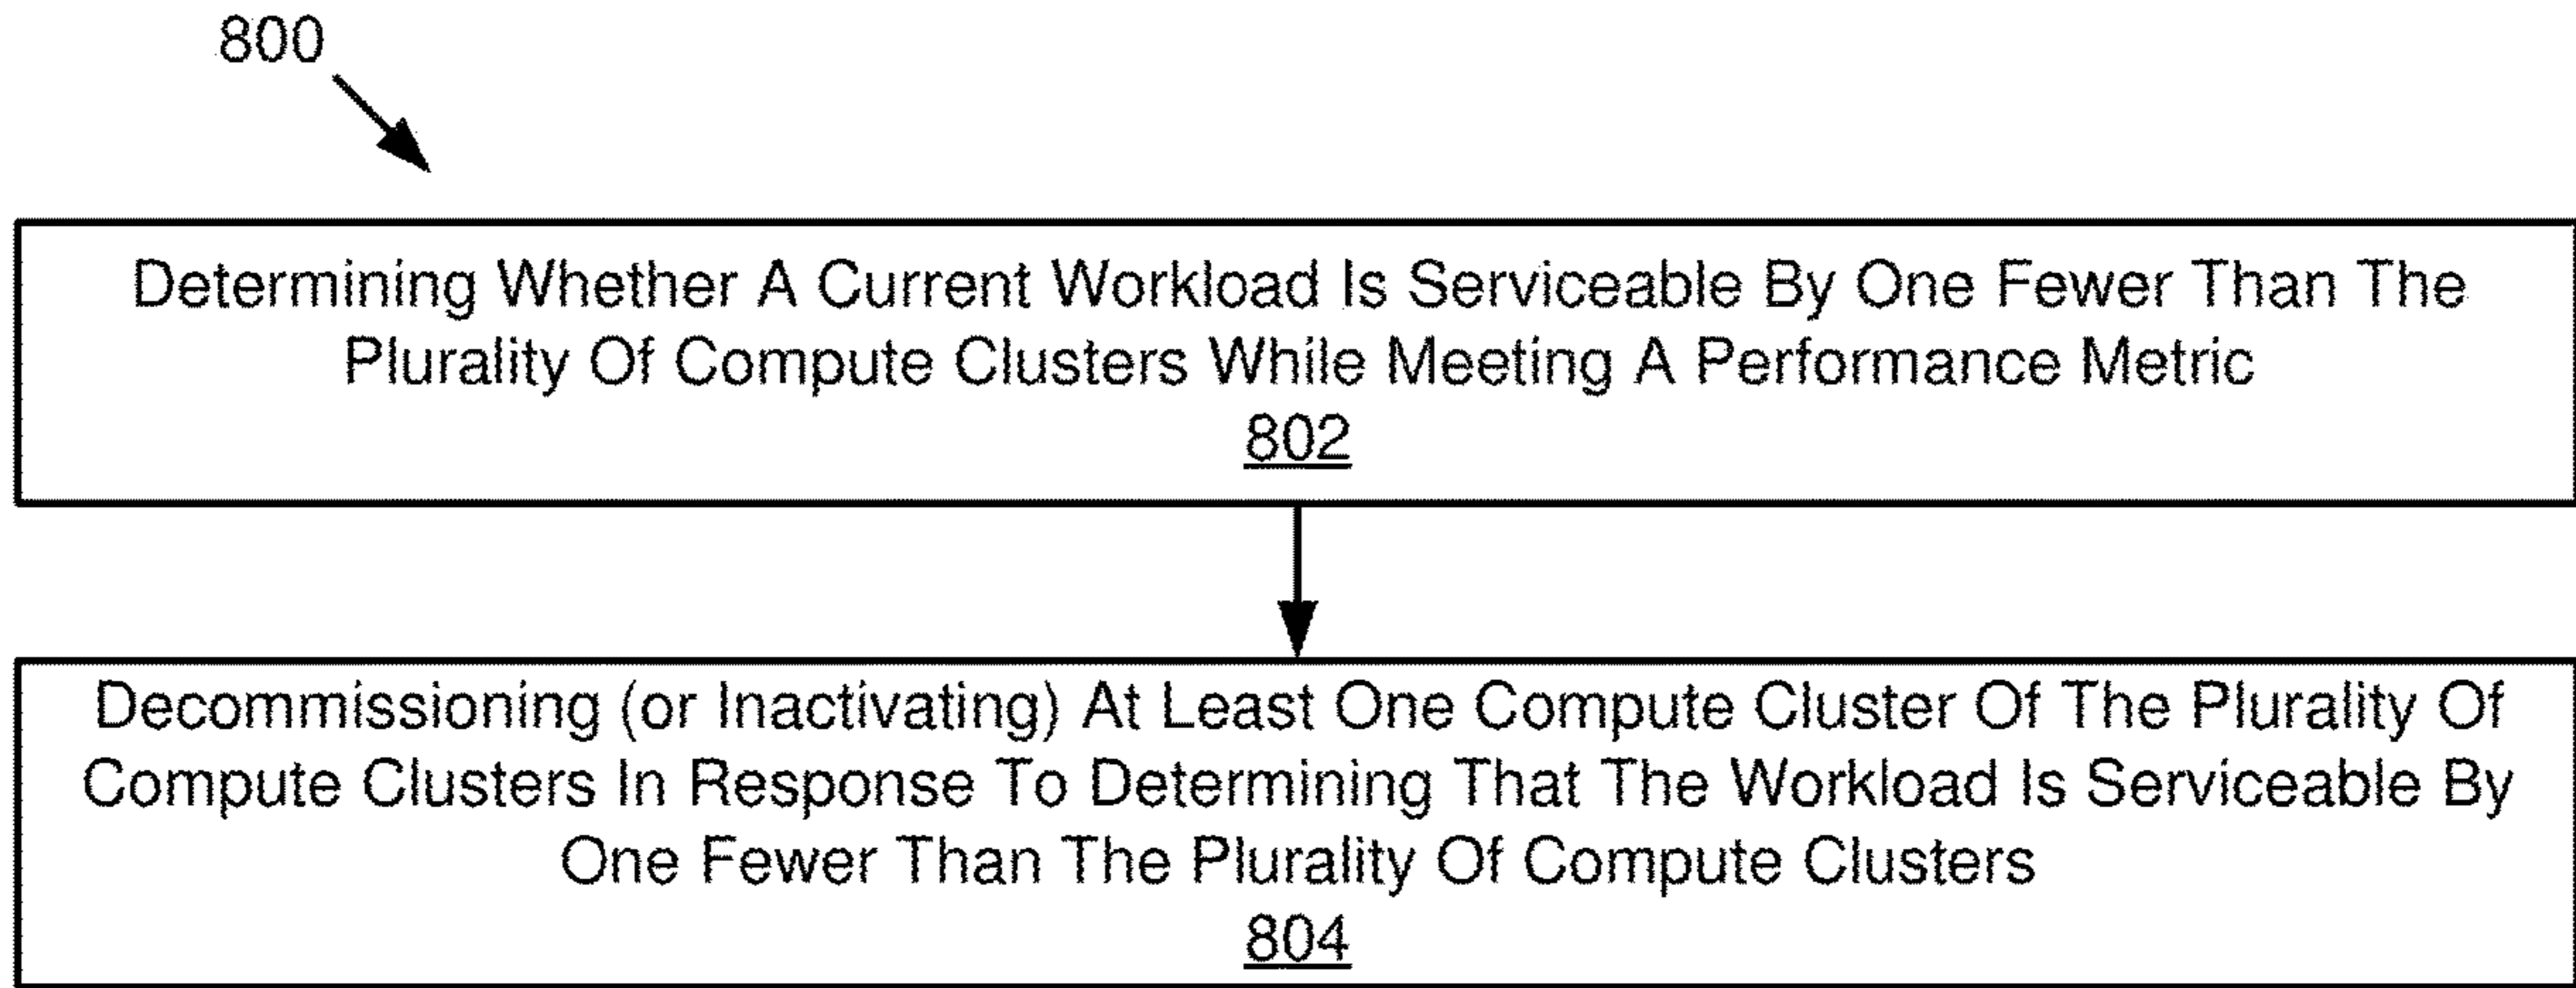 800
Determining Whether A Current Workload Is Serviceable By One Fewer Than The
Plurality Of Compute Clusters While Meeting A Performance Metric
802
Decommissioning (or Inactivating) At Least One Compute Cluster Of The Plurality Of
Compute Clusters In Response To Determining That The Workload Is Serviceable By
One Fewer Than The Plurality Of Compute Clusters
804